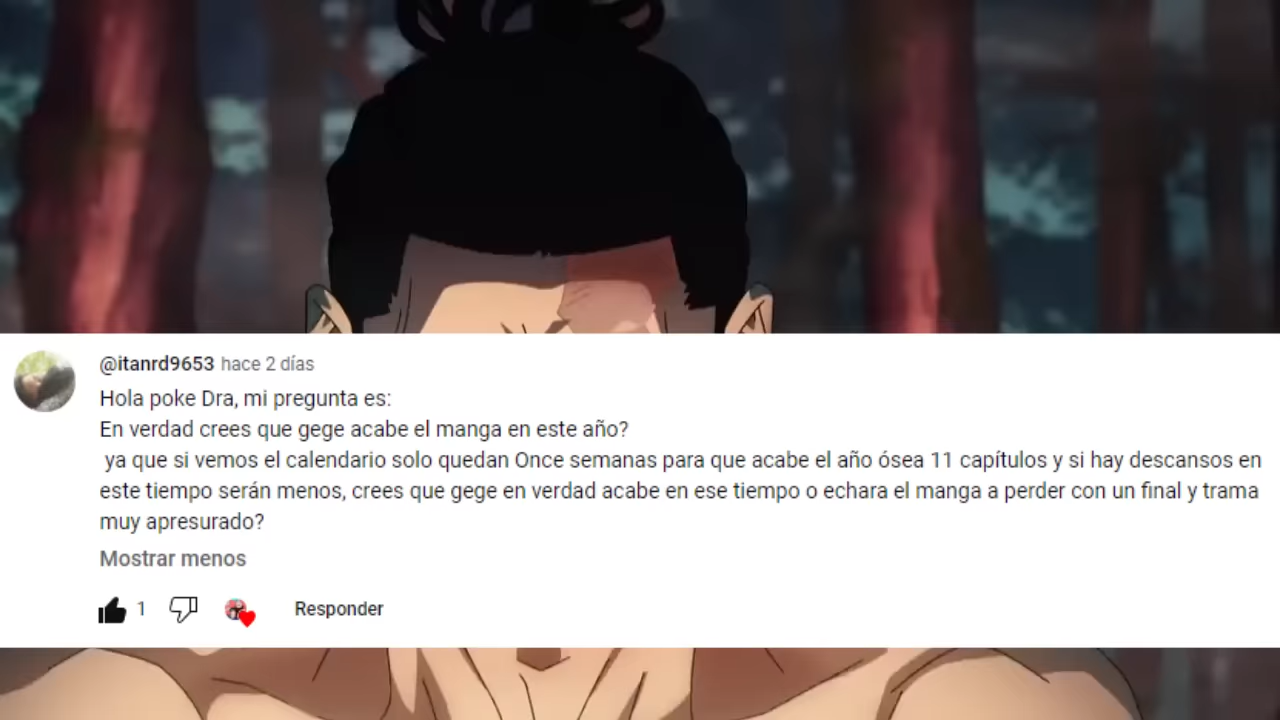 @itanrd9653 hace 2 días
Hola poke Dra, mi pregunta es:
En verdad crees que gege acabe el manga en este año?
ya que si vemos el calendario solo quedan Once semanas para que acabe el año ósea 11 capítulos y si hay descansos en
este tiempo serán menos, crees que gege en verdad acabe en ese tiempo o echara el manga a perder con un final y trama
muy apresurado?
Mostrar menos
1
Responder